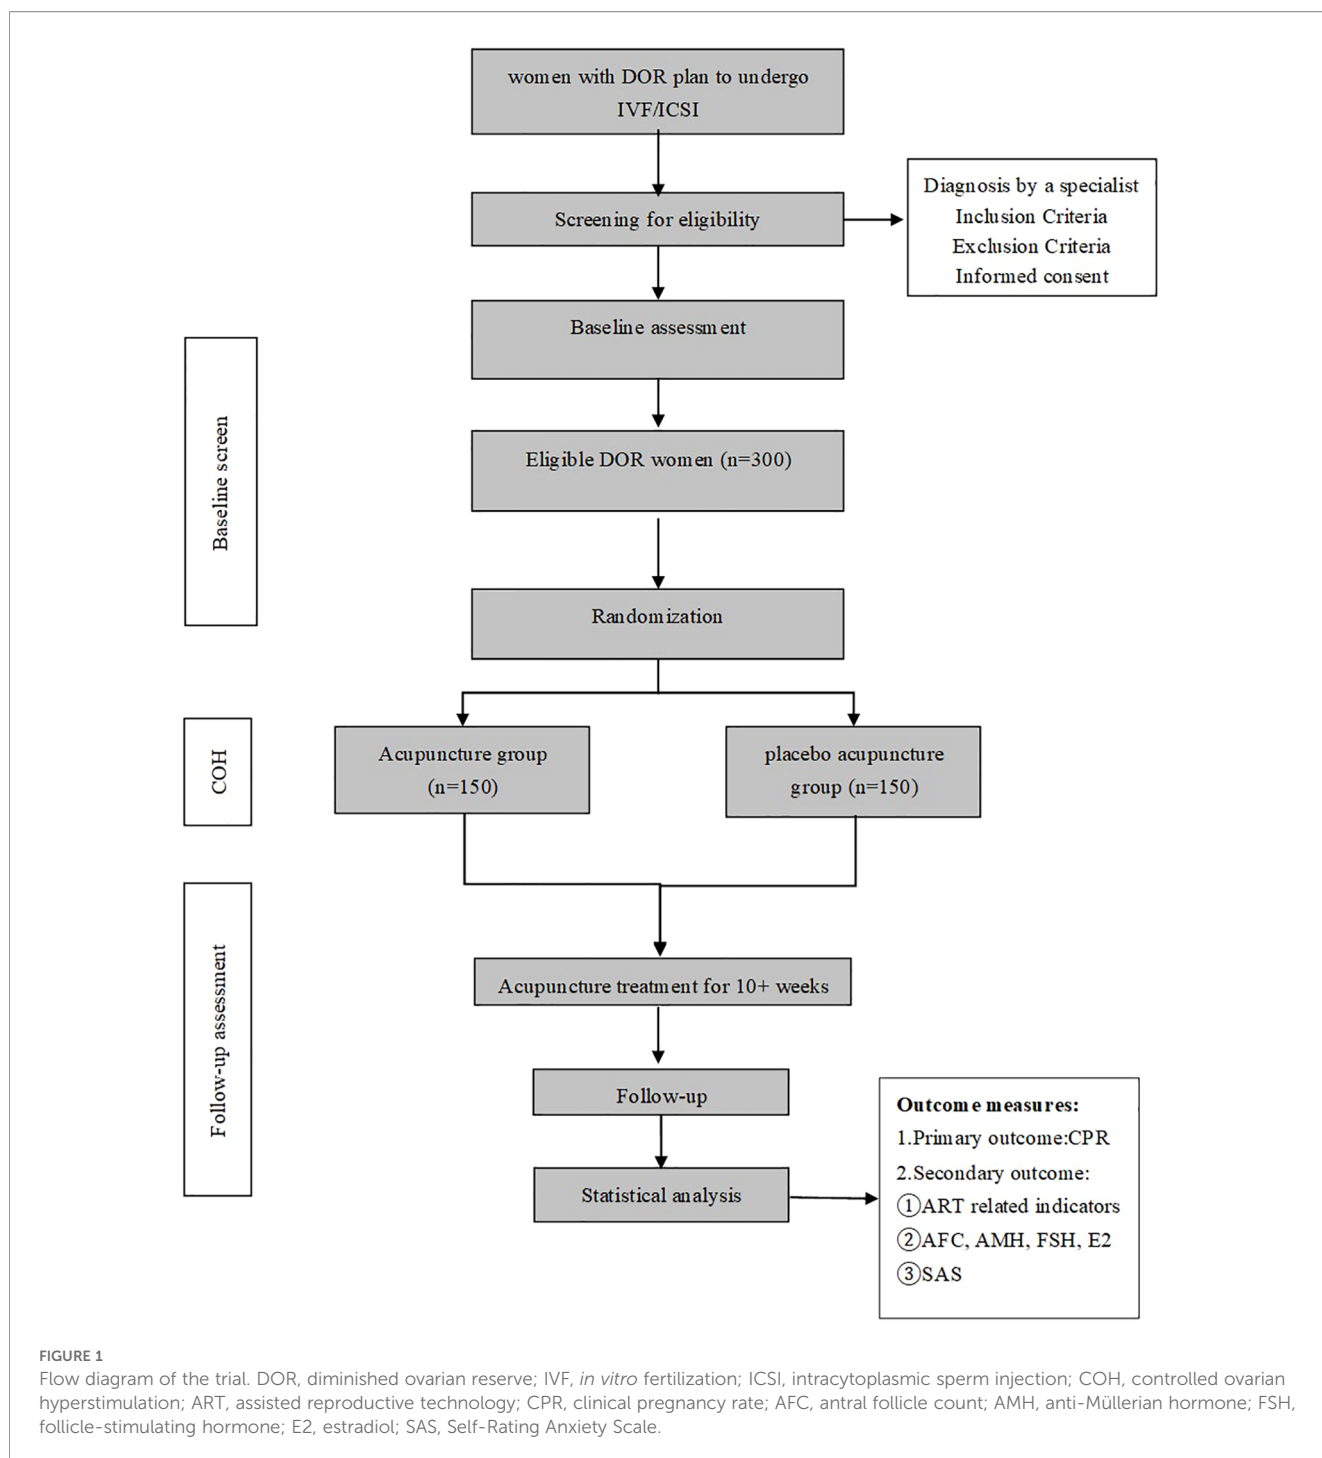 women with DOR plan to undergo
IVF/ICSI
Screening for eligibility
Diagnosis by a specialist
Inclusion Criteria
Exclusion Criteria
Informed consent
Baseline assessment
Baseline screen
Eligible DOR women (n=300)
Randomization
COH
Acupuncture group
(n=150)
placebo acupuncture
group (n=150)
Follow-up assessment
Acupuncture treatment for 10+ weeks
Follow-up
Statistical analysis
Outcome measures:
1.Primary outcome:CPR
2.Secondary outcome:
①ART related indicators
②AFC, AMH, FSH, E2
③SAS
FIGURE 1
Flow diagram of the trial. DOR, diminished ovarian reserve; IVF, in vitro fertilization; ICSI, intracytoplasmic sperm injection; COH, controlled ovarian
hyperstimulation; ART, assisted reproductive technology; CPR, clinical pregnancy rate; AFC, antral follicle count; AMH, anti-Müllerian hormone; FSH,
follicle-stimulating hormone; E2, estradiol; SAS, Self-Rating Anxiety Scale.